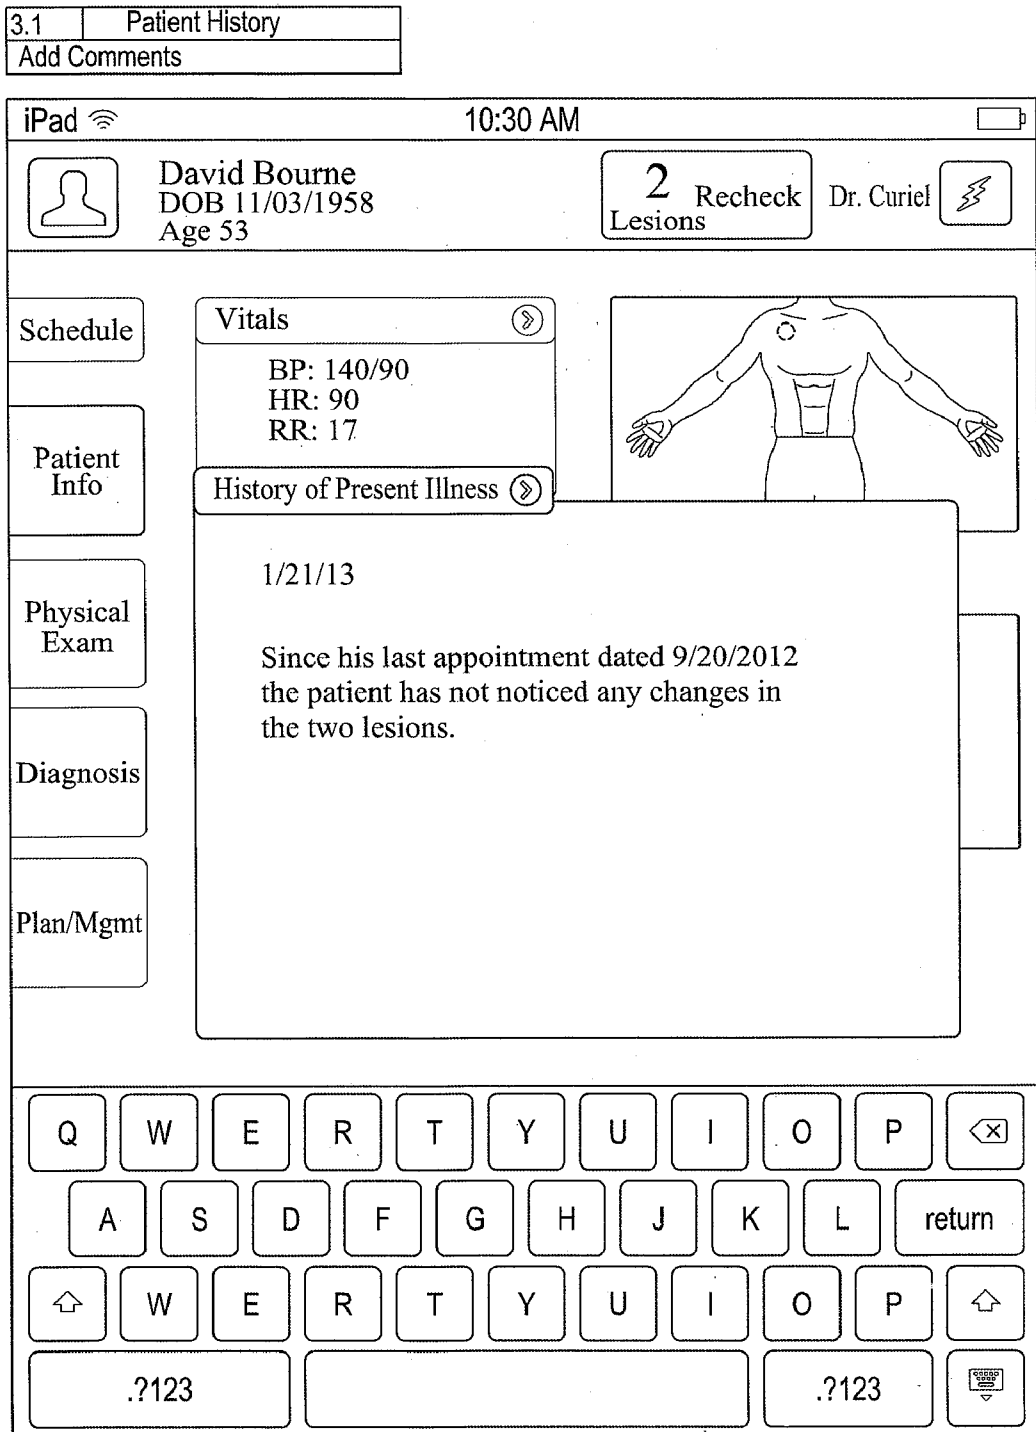 3.1 Patient History
Add Comments
iPad 10:30 AM
David Bourne
DOB 11/03/1958
Age 53
2 Recheck
Lesions
Dr. Curiel
Schedule
Patient
Info
Physical
Exam
Diagnosis
Plan/Mgmt
Vitals
BP: 140/90
HR: 90
RR: 17
History of Present Illness
1/21/13
Since his last appointment dated 9/20/2012
the patient has not noticed any changes in
the two lesions.
Q W E R T Y U I O P
A S D F G H J K L return
W E R T Y U I O P
.?123 .?123